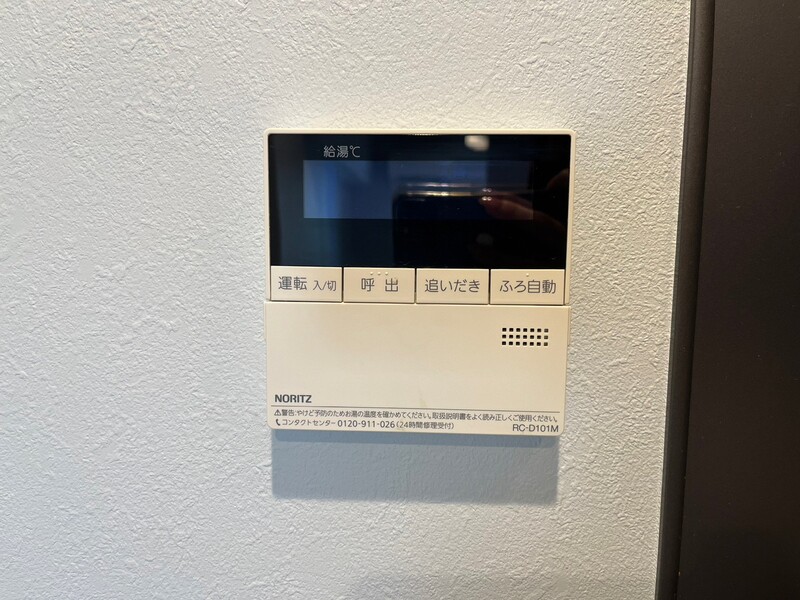 給湯℃
運転 入/切 呼出 追いだき ふろ自動
NORITZ
⚠警告:やけど予防のためお湯の温度を確かめてください。取扱説明書をよく読み正しくご使用ください。
コンタクトセンター 0120-911-026(24時間修理受付) RC-D101M